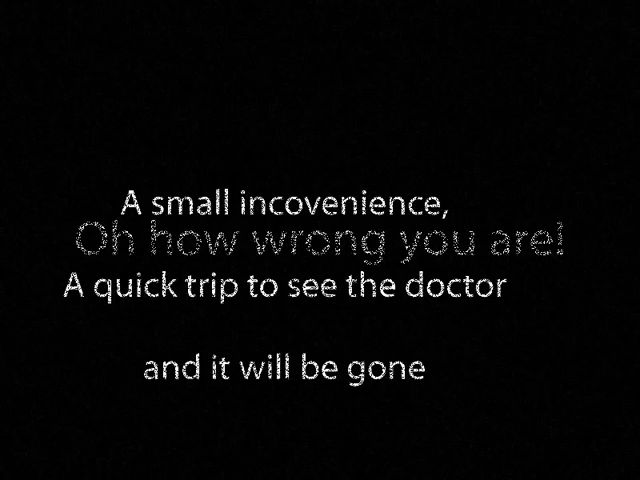 A small incovenience,
Oh how wrong you are!
A quick trip to see the doctor
and it will be gone